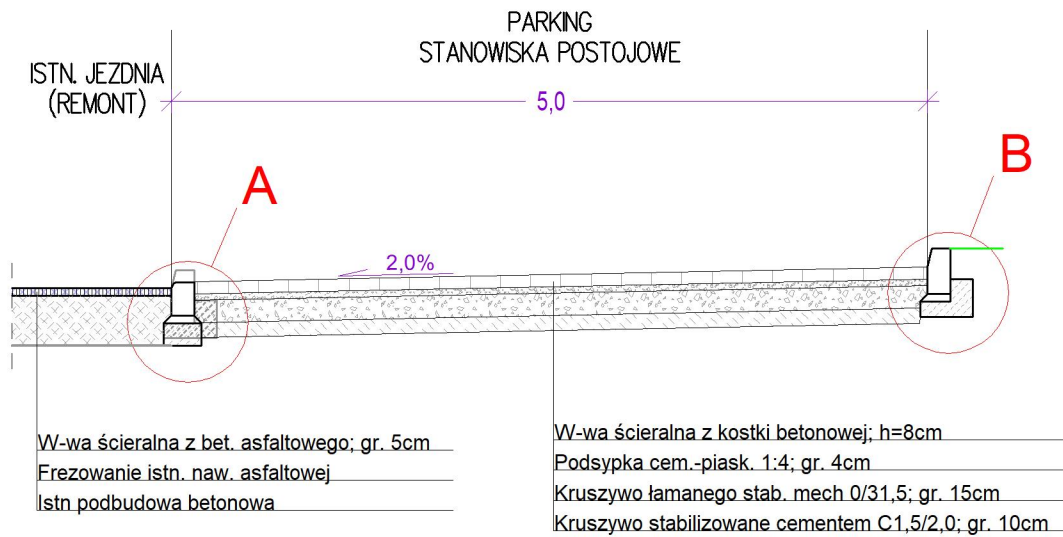 PARKING
STANOWISKA POSTOJOWE
ISTN. JEZDNIA
(REMONT)
5,0
A
B
2,0%
W-wa ścieralna z bet. asfaltowego; gr. 5cm
Frezowanie istn. naw. asfaltowej
Istn podbudowa betonowa
W-wa ścieralna z kostki betonowej; h=8cm
Podsypka cem.-piask. 1:4; gr. 4cm
Kruszywo łamanego stab. mech 0/31,5; gr. 15cm
Kruszywo stabilizowane cementem C1,5/2,0; gr. 10cm